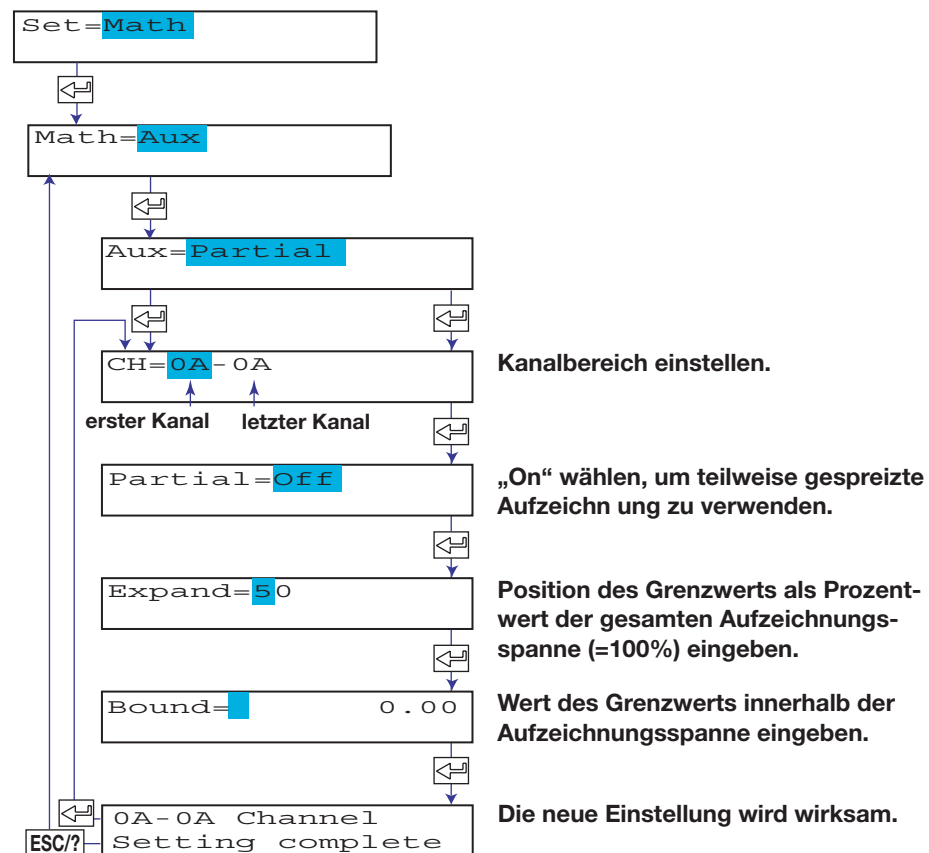 Set=Math
Math=Aux
Aux=Partial
CH=0A-0A
Kanalbereich einstellen.
erster Kanal letzter Kanal
Partial=Off
„On“ wählen, um teilweise gespreizte
Aufzeichn ung zu verwenden.
Expand=50
Position des Grenzwerts als Prozent-
wert der gesamten Aufzeichnungs-
spanne (=100%) eingeben.
Bound= 0.00
Wert des Grenzwerts innerhalb der
Aufzeichnungsspanne eingeben.
0A-0A Channel
Setting complete
Die neue Einstellung wird wirksam.
ESC/?